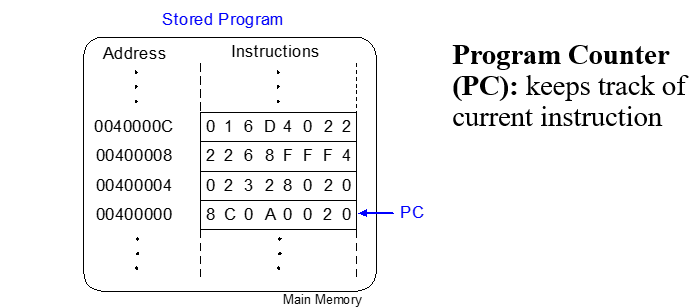 Stored Program
Address Instructions
0040000C 0 1 6 D 4 0 2 2
00400008 2 2 6 8 F F F 4
00400004 0 2 3 2 8 0 2 0
00400000 8 C 0 A 0 0 2 0 PC
Main Memory
Program Counter
(PC): keeps track of
current instruction